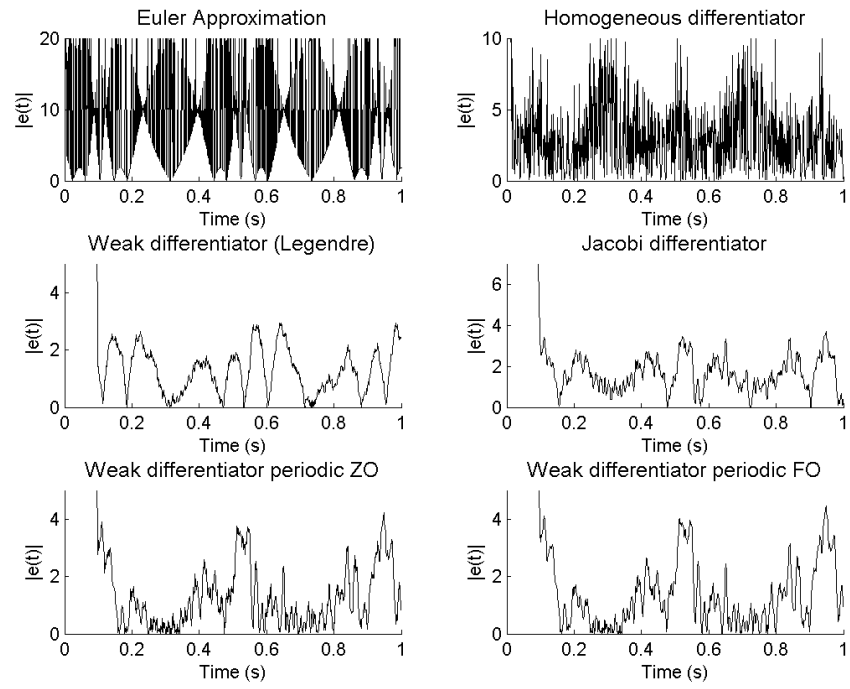 Euler Approximation
20
10
0
|e(t)|
0 0.2 0.4 0.6 0.8 1
Time (s)
Homogeneous differentiator
10
5
0
|e(t)|
0 0.2 0.4 0.6 0.8 1
Time (s)
Weak differentiator (Legendre)
4
2
0
|e(t)|
0 0.2 0.4 0.6 0.8 1
Time (s)
Jacobi differentiator
6
4
2
0
|e(t)|
0 0.2 0.4 0.6 0.8 1
Time (s)
Weak differentiator periodic ZO
4
2
0
|e(t)|
0 0.2 0.4 0.6 0.8 1
Time (s)
Weak differentiator periodic FO
4
2
0
|e(t)|
0 0.2 0.4 0.6 0.8 1
Time (s)